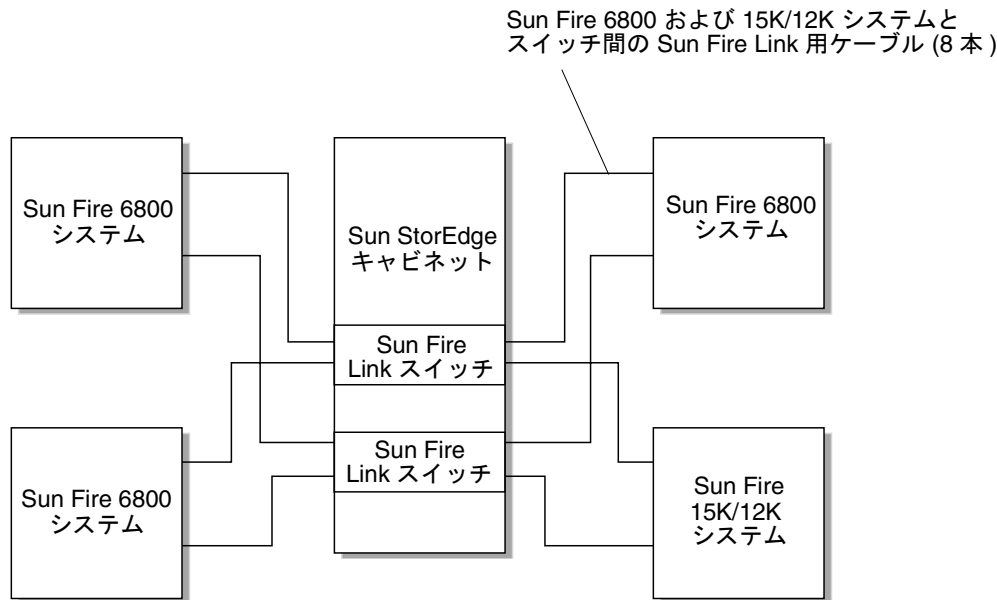 Sun Fire 6800 および 15K/12K システムと
スイッチ間の Sun Fire Link 用ケーブル (8 本 )
Sun Fire 6800
システム
Sun StorEdge
キャビネット
Sun Fire 6800
システム
Sun Fire
Link スイッチ
Sun Fire
Link スイッチ
Sun Fire 6800
システム
Sun Fire
15K/12K
システム